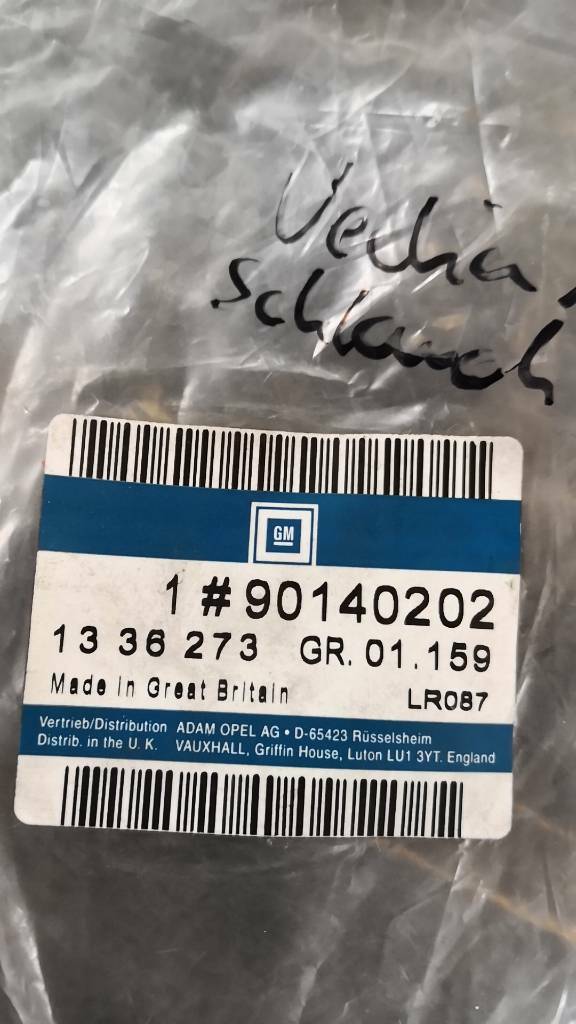 Vectra,
Schlauch
GM
1 # 90140202
13 36 273 GR. 01.159
Made in Great Britain LR087
Vertrieb/Distribution ADAM OPEL AG • D-65423 Rüsselsheim
Distrib. in the U. K. VAUXHALL, Griffin House, Luton LU1 3YT. England